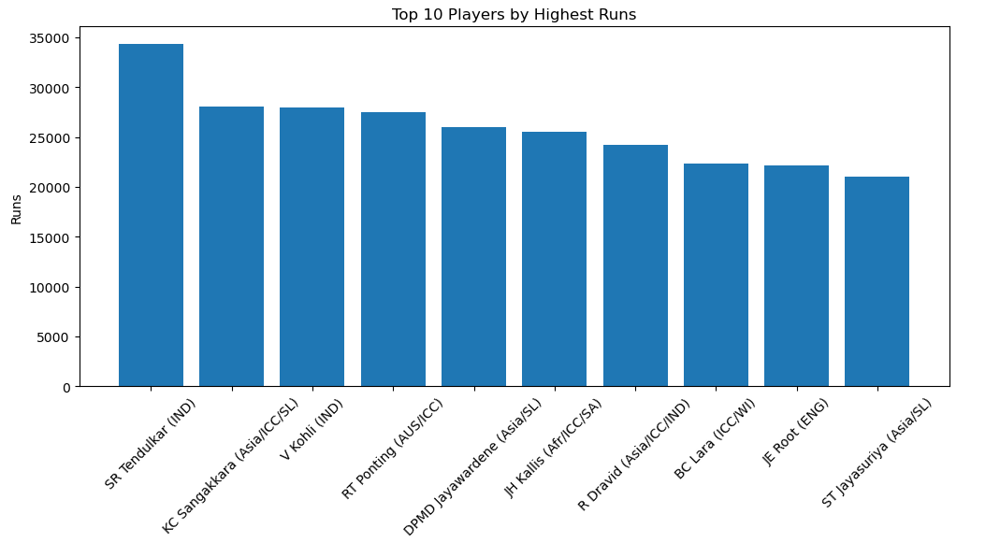 Top 10 Players by Highest Runs
35000
30000
25000
20000
15000
10000
5000
0
Runs
SR Tendulkar (IND)
KC Sangakkara (Asia/ICC/SL)
V Kohli (IND)
RT Ponting (AUS/ICC)
DPMD Jayawardene (Asia/SL)
JH Kallis (Afr/ICC/SA)
R Dravid (Asia/ICC/IND)
BC Lara (ICC/WI)
JE Root (ENG)
ST Jayasuriya (Asia/SL)